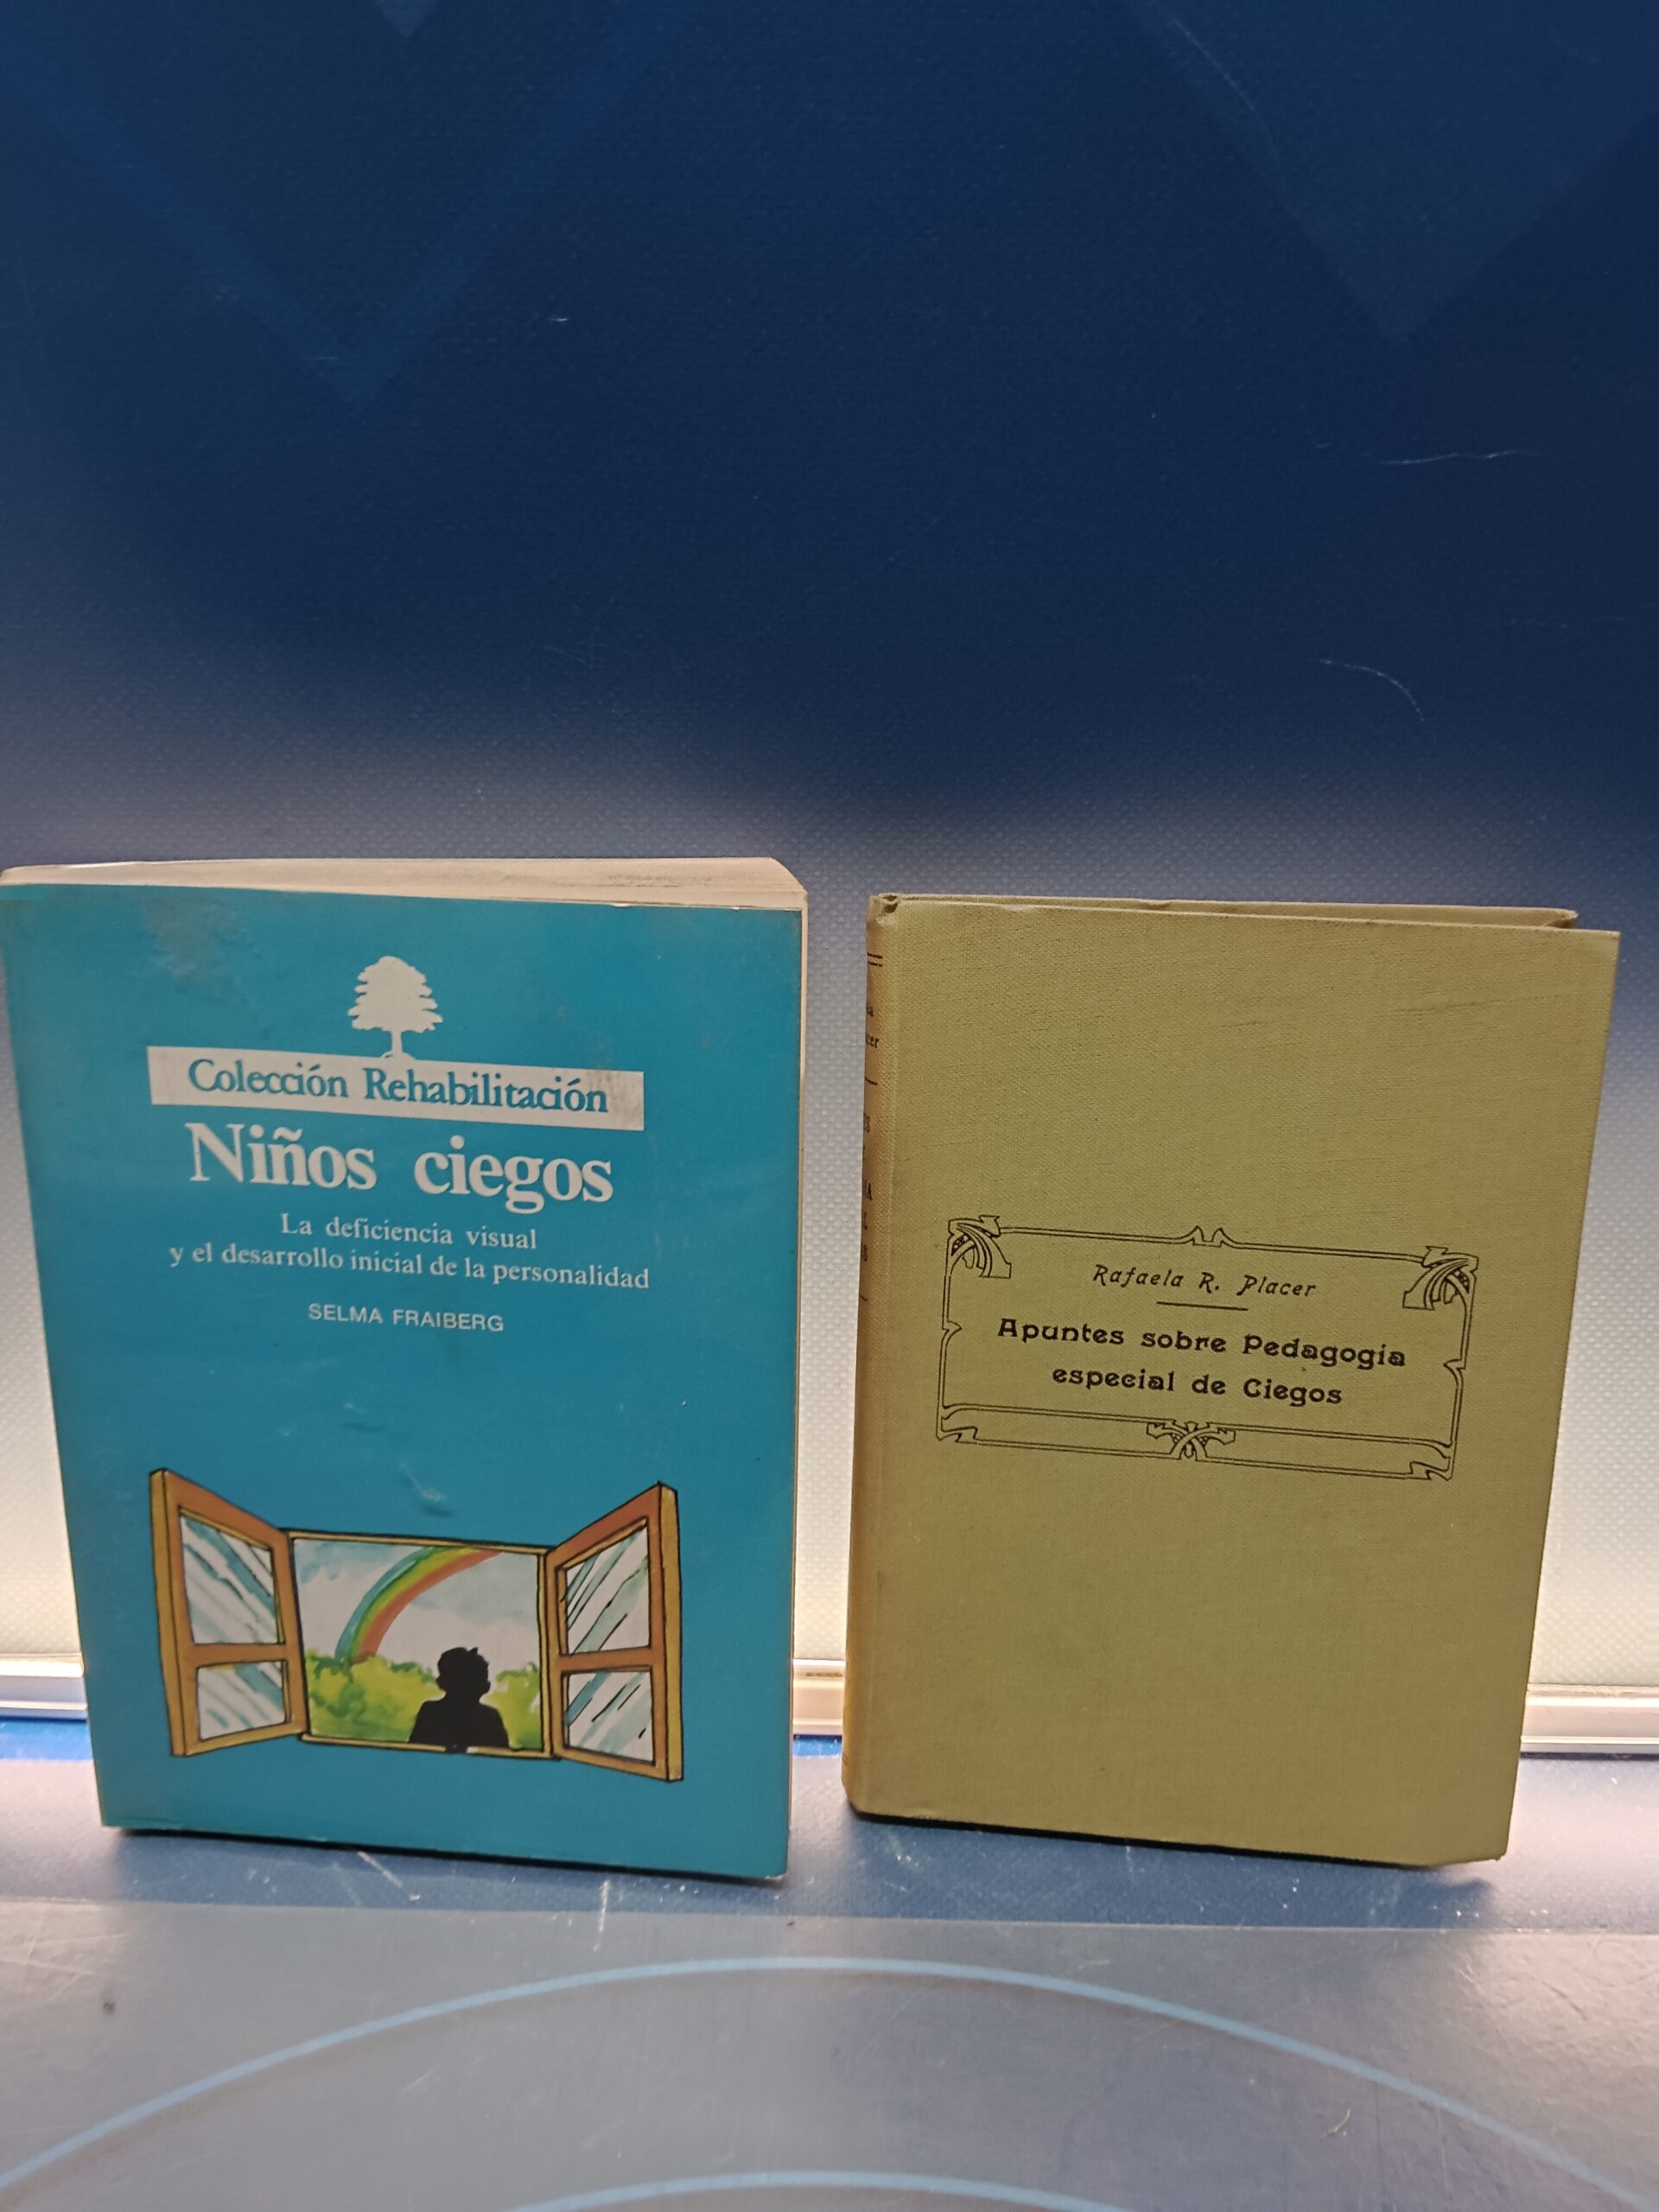 Colección Rehabilitación
Niños ciegos
La deficiencia visual
y el desarrollo inicial de la personalidad
SELMA FRAIBERG
Rafaela R. Placer
Apuntes sobre Pedagogía
especial de Ciegos